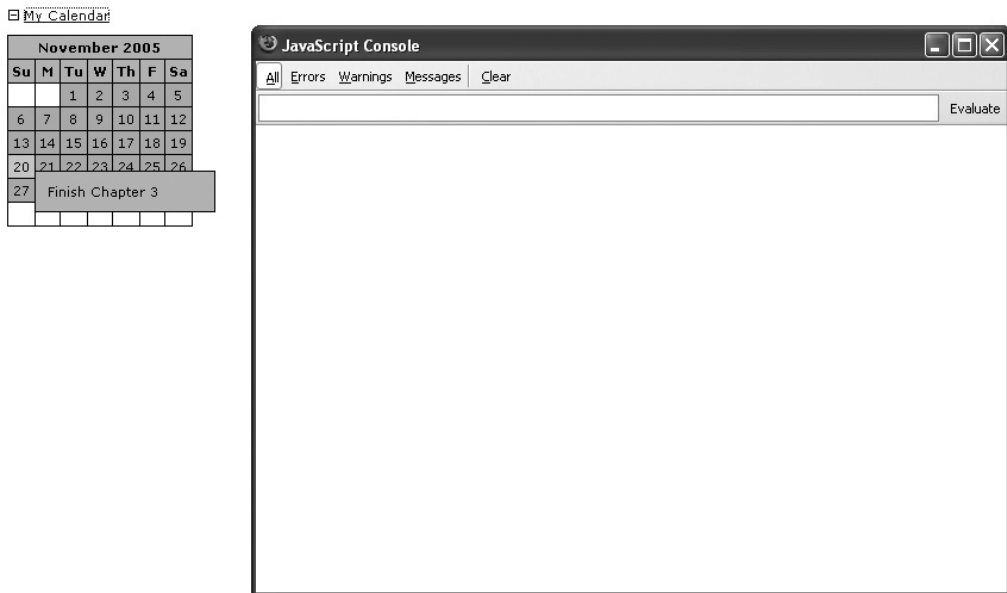 My Calendar
November 2005
Su M Tu W Th F Sa
1 2 3 4 5
6 7 8 9 10 11 12
13 14 15 16 17 18 19
20 21 22 23 24 25 26
27 Finish Chapter 3
JavaScript Console
All Errors Warnings Messages Clear
Evaluate